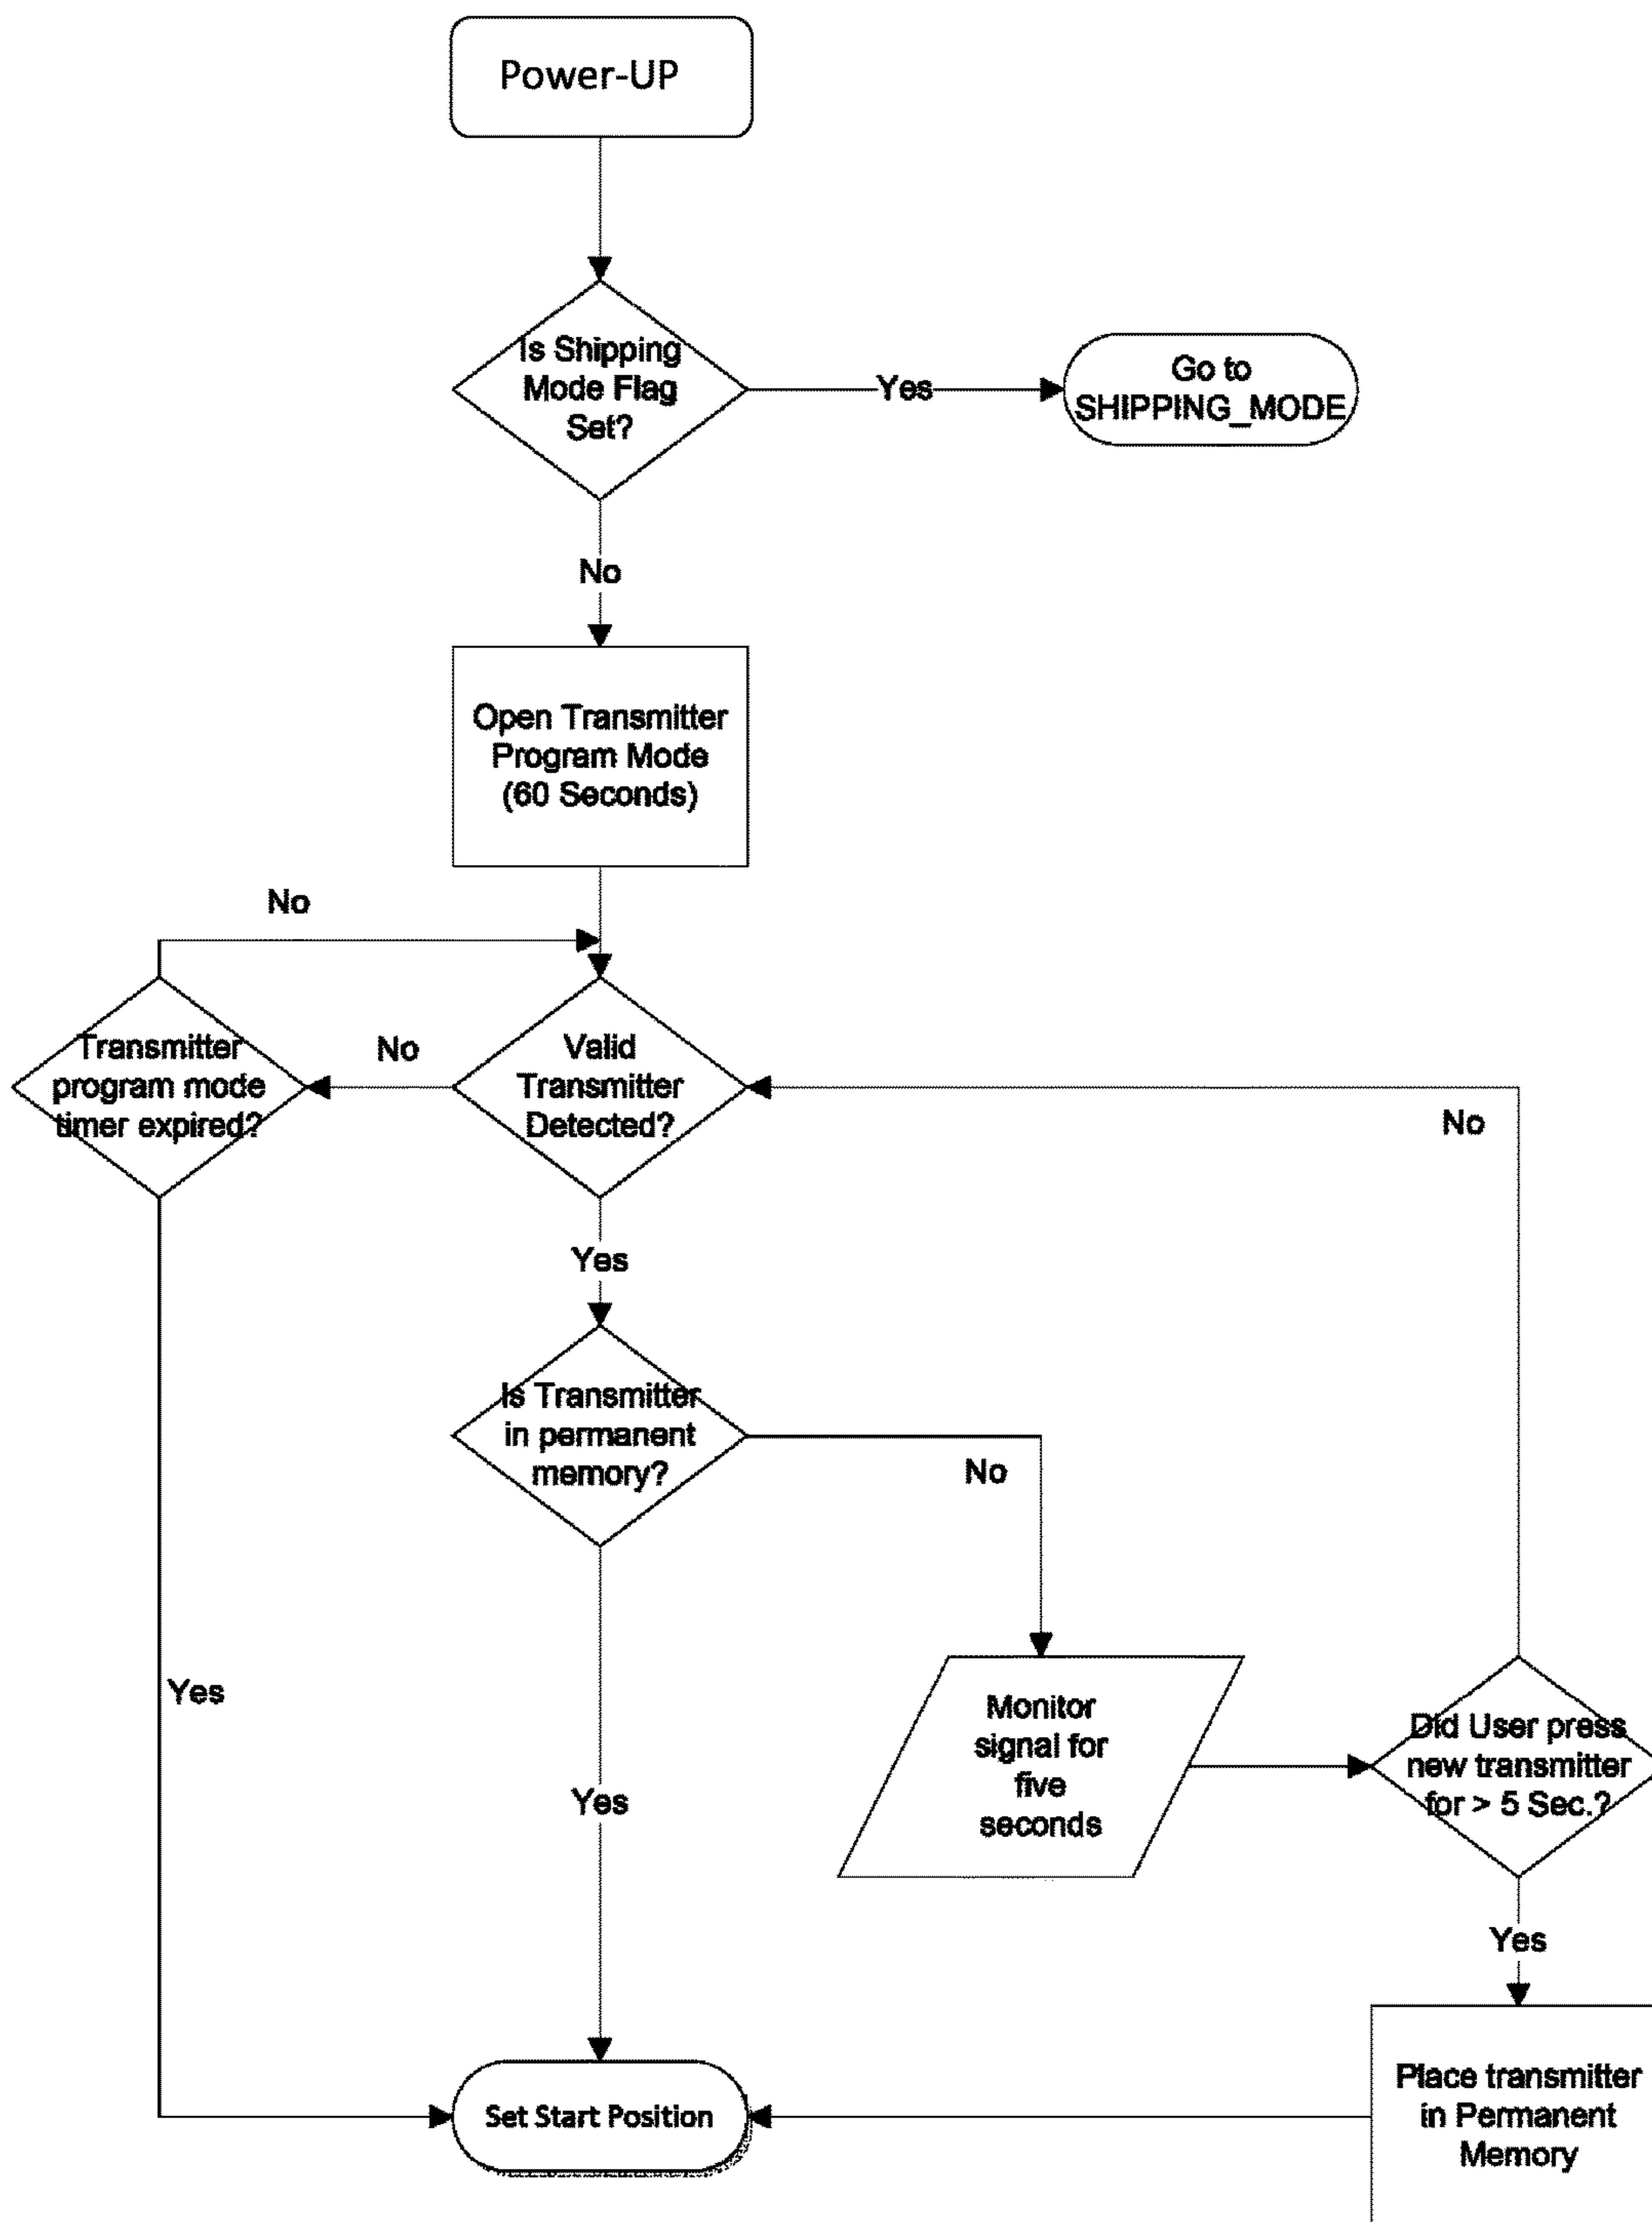 Power-UP
Is Shipping
Mode Flag
Set?
Yes
Go to
SHIPPING_MODE
No
Open Transmitter
Program Mode
(60 Seconds)
No
Transmitter
program mode
timer expired?
No
Valid
Transmitter
Detected?
No
Yes
Is Transmitter
in permanent
memory?
No
Yes
Yes
Monitor
signal for
five
seconds
Did User press
new transmitter
for > 5 Sec.?
Yes
Place transmitter
in Permanent
Memory
Set Start Position